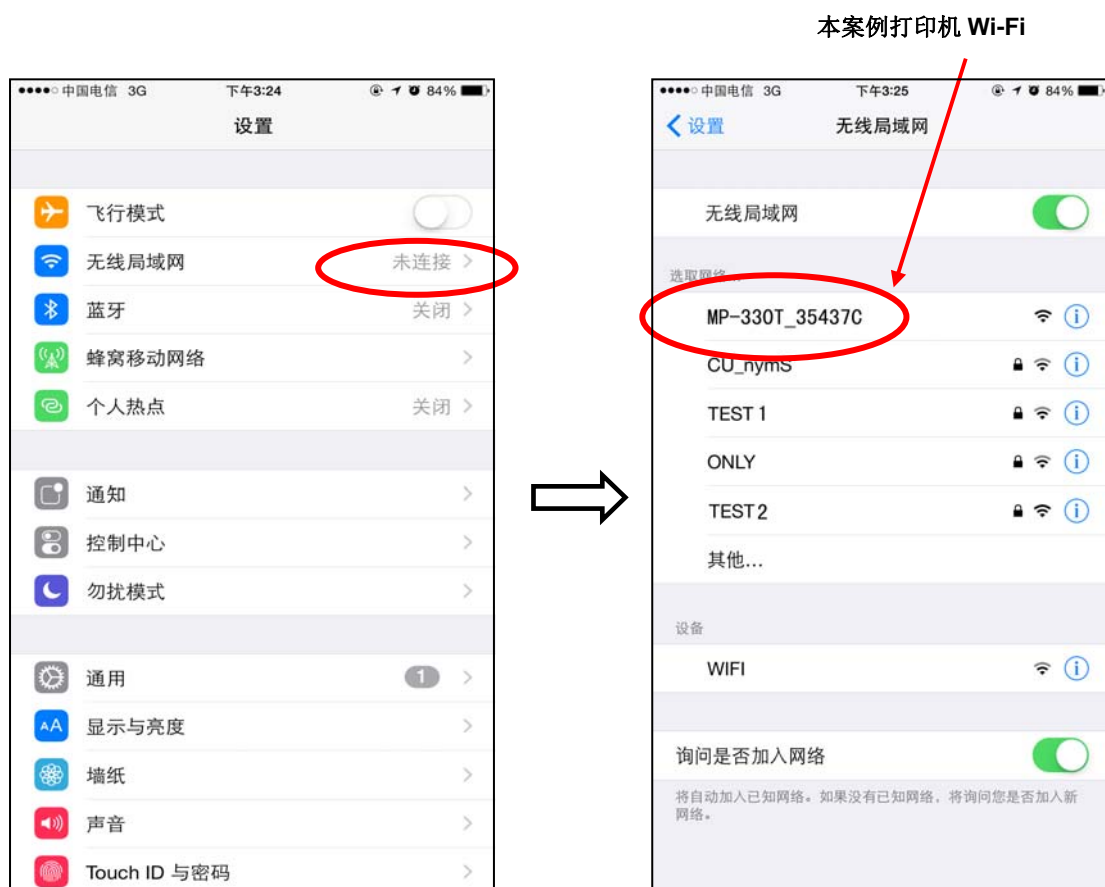 本案例打印机 Wi-Fi
中国电信 3G 下午3:24 84%
设置
飞行模式
无线局域网 未连接
蓝牙 关闭
蜂窝移动网络
个人热点 关闭
通知
控制中心
勿扰模式
通用 1
AA 显示与亮度
墙纸
声音
Touch ID 与密码
中国电信 3G 下午3:25 84%
设置 无线局域网
无线局域网
选取网络...
MP-330T_35437C
CU_nymS
TEST 1
ONLY
TEST2
其他...
设备
WIFI
询问是否加入网络
将自动加入已知网络。如果没有已知网络，将询问您是否加入新
网络。